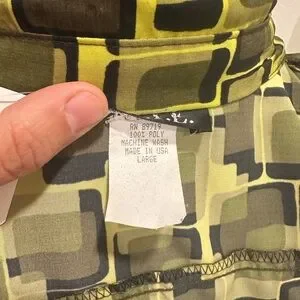 RN 89719
100% POLY
MACHINE WASH
MADE IN USA
LARGE